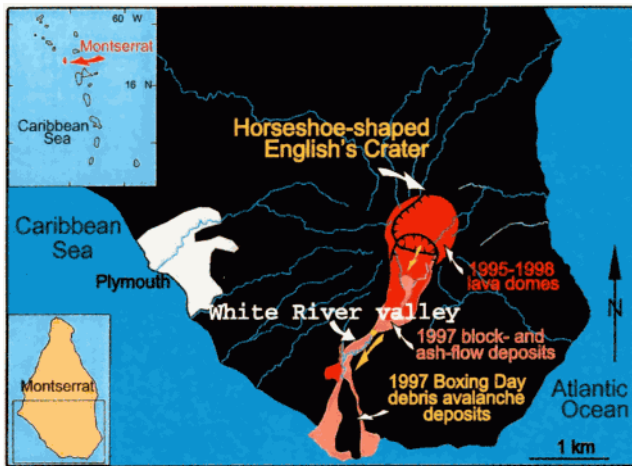 60 W
Montserrat
16 N
Caribbean
Sea
Horseshoe-shaped
English's Crater
Caribbean
Sea
Plymouth
1995-1998
lava domes
White River valley
1997 block- and
ash-flow deposits
N
Montserrat
1997 Boxing Day
debris avalanche
deposits
Atlantic
Ocean
1 km